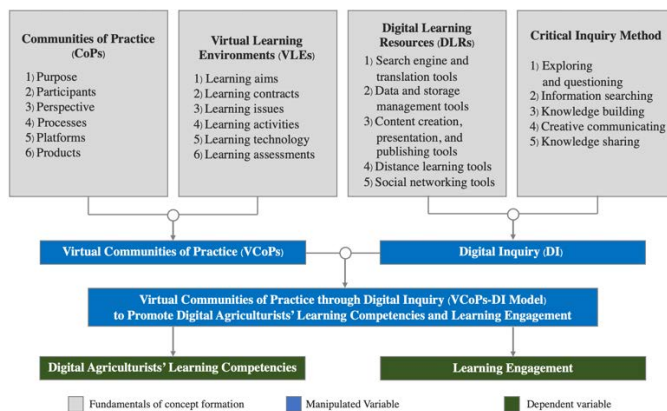 Communities of Practice
(CoPs)
1) Purpose
2) Participants
3) Perspective
4) Processes
5) Platforms
6) Products
Virtual Learning
Environments (VLEs)
1) Learning aims
2) Learning contracts
3) Learning issues
4) Learning activities
5) Learning technology
6) Learning assessments
Digital Learning
Resources (DLRs)
1) Search engine and
translation tools
2) Data and storage
management tools
3) Content creation,
presentation, and
publishing tools
4) Distance learning tools
5) Social networking tools
Critical Inquiry Method
1) Exploring
and questioning
2) Information searching
3) Knowledge building
4) Creative communicating
5) Knowledge sharing
Virtual Communities of Practice (VCoPs)
Digital Inquiry (DI)
Virtual Communities of Practice through Digital Inquiry (VCoPs-DI Model)
to Promote Digital Agriculturists' Learning Competencies and Learning Engagement
Digital Agriculturists' Learning Competencies
Learning Engagement
Fundamentals of concept formation
Manipulated Variable
Dependent variable